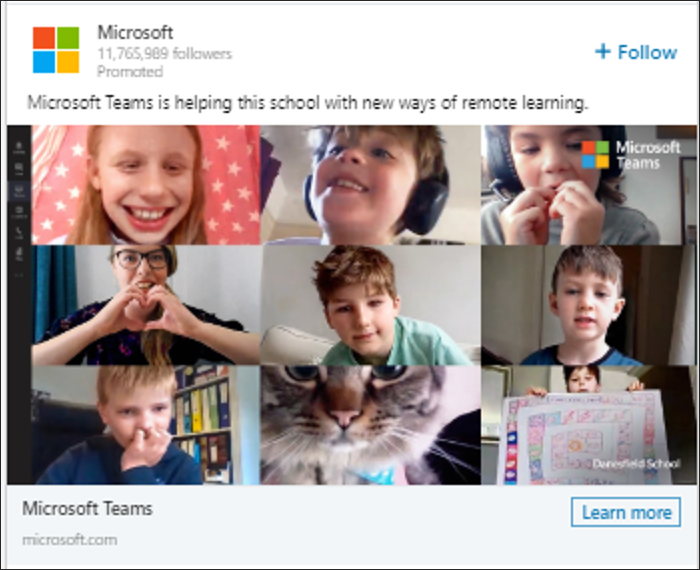 Microsoft
11,765,989 followers
Promoted
+ Follow
Microsoft Teams is helping this school with new ways of remote learning.
Microsoft
Teams
Danesfield School
Microsoft Teams
Learn more
microsoft.com